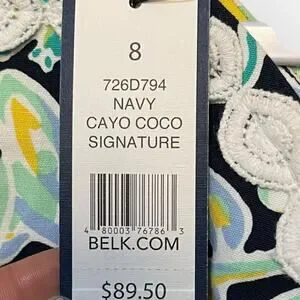 8
726D794
NAVY
CAYO COCO
SIGNATURE
4 80003 76786 3
BELK.COM
$89.50